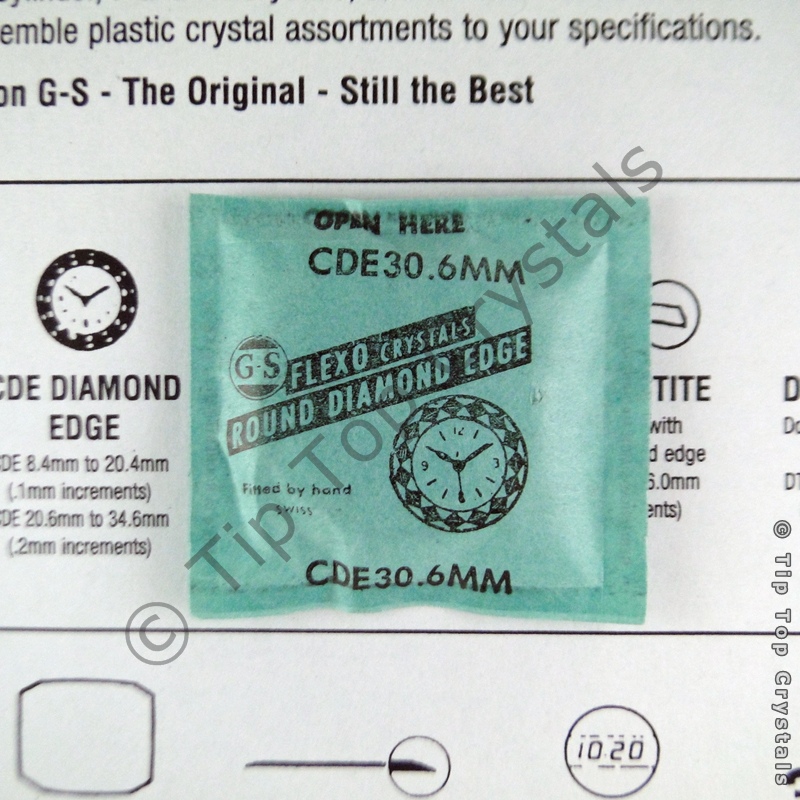 emble plastic crystal assortments to your specifications.
on G-S - The Original - Still the Best
OPEN HERE
CDE30.6MM
G-S FLEXO CRYSTALS
ROUND DIAMOND EDGE
12
9 3
6
Fitted by hand
SWISS
CDE30.6MM
CDE DIAMOND
EDGE
DE 8.4mm to 20.4mm
(.1mm increments)
DE 20.6mm to 34.6mm
(.2mm increments)
TITE
with
d edge
6.0mm
ents)
D
Do
DT
10:20
© Tip Top Crystals
© Tip Top Crystals